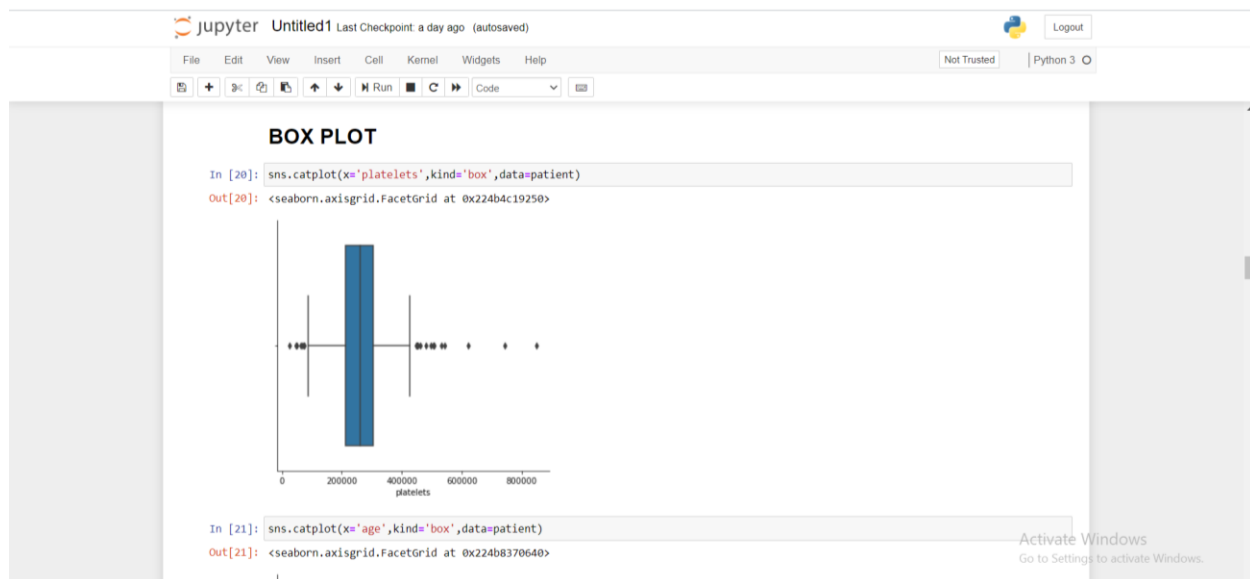 jupyter Untitled1 Last Checkpoint: a day ago (autosaved)
Logout
File Edit View Insert Cell Kernel Widgets Help
Not Trusted
Python 3
Run
Code
BOX PLOT
In [20]: sns.catplot(x='platelets',kind='box',data=patient)
Out[20]: <seaborn.axisgrid.FacetGrid at 0x224b4c19250>
0 200000 400000 600000 800000
platelets
In [21]: sns.catplot(x='age',kind='box',data=patient)
Out[21]: <seaborn.axisgrid.FacetGrid at 0x224b8370640>
Activate Windows
Go to Settings to activate Windows.